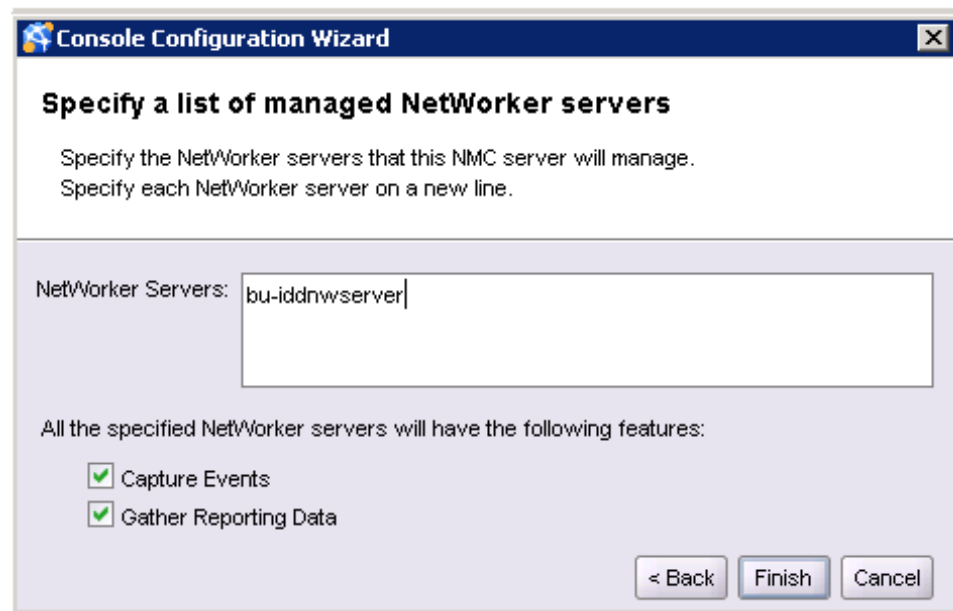 Console Configuration Wizard
Specify a list of managed NetWorker servers
Specify the NetWorker servers that this NMC server will manage.
Specify each NetWorker server on a new line.
NetWorker Servers:
bu-iddnwserver
All the specified NetWorker servers will have the following features:
Capture Events
Gather Reporting Data
< Back
Finish
Cancel